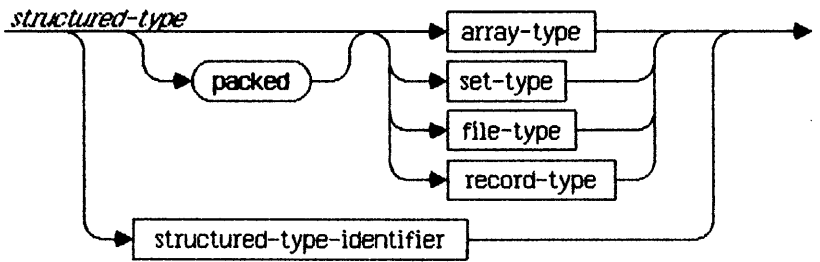 structured-type
array-type
packed
set-type
file-type
record-type
structured-type-identifier